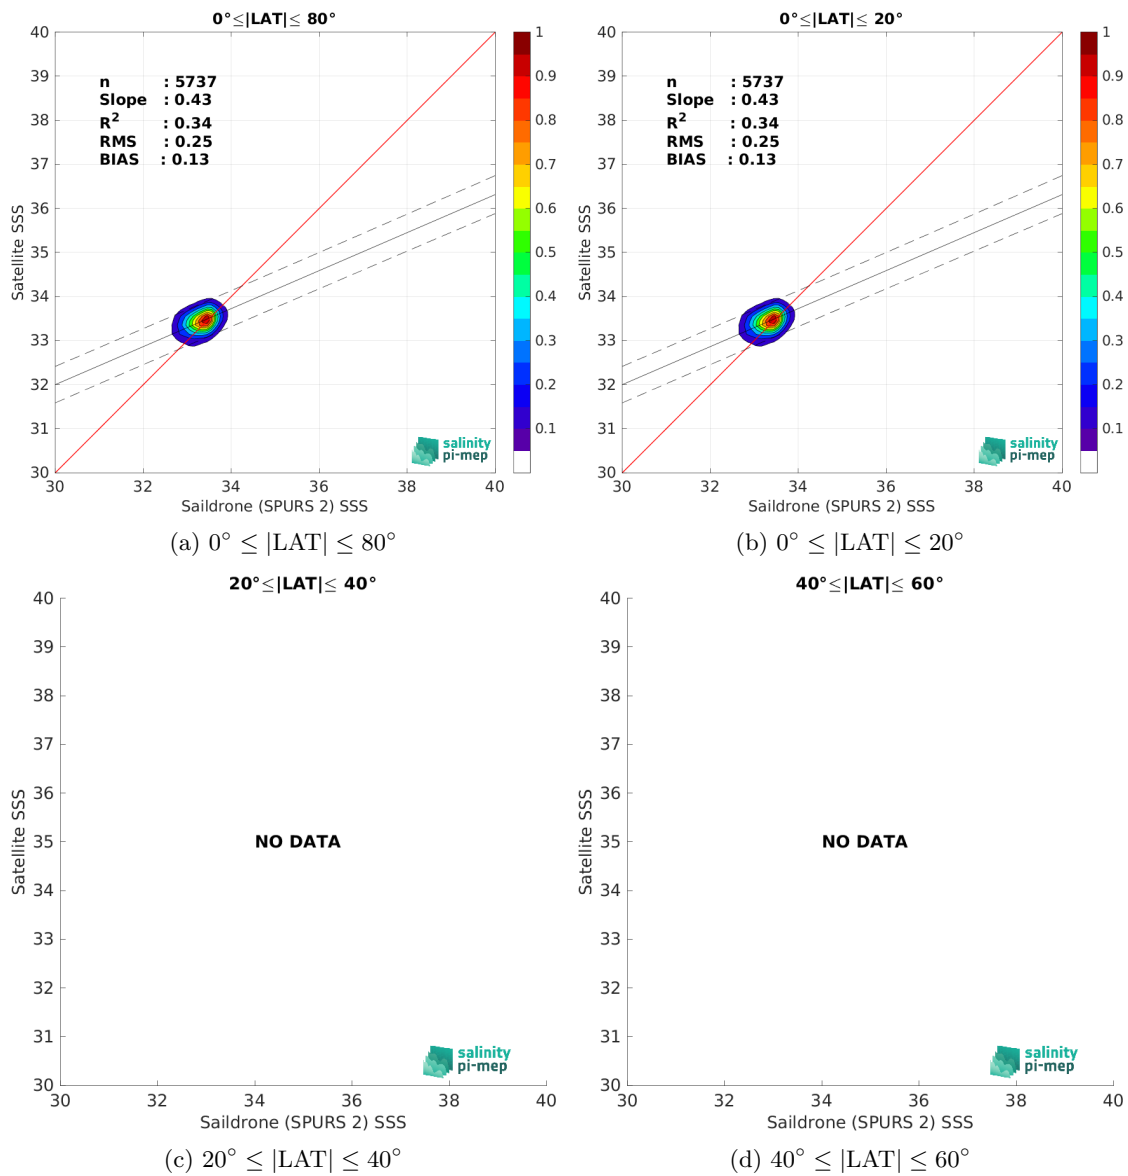 0°≤|LAT|≤ 80°
40
39
38
37
36
35
34
33
32
31
30
Satellite SSS
n : 5737
Slope : 0.43
R² : 0.34
RMS : 0.25
BIAS : 0.13
salinity
pi-mep
30 32 34 36 38 40
Saildrone (SPURS 2) SSS
1
0.9
0.8
0.7
0.6
0.5
0.4
0.3
0.2
0.1
(a) 0° ≤ |LAT| ≤ 80°
0°≤|LAT|≤ 20°
40
39
38
37
36
35
34
33
32
31
30
Satellite SSS
n : 5737
Slope : 0.43
R² : 0.34
RMS : 0.25
BIAS : 0.13
salinity
pi-mep
30 32 34 36 38 40
Saildrone (SPURS 2) SSS
1
0.9
0.8
0.7
0.6
0.5
0.4
0.3
0.2
0.1
(b) 0° ≤ |LAT| ≤ 20°
20°≤|LAT|≤ 40°
40
39
38
37
36
35
34
33
32
31
30
Satellite SSS
NO DATA
salinity
pi-mep
30 32 34 36 38 40
Saildrone (SPURS 2) SSS
(c) 20° ≤ |LAT| ≤ 40°
40°≤|LAT|≤ 60°
40
39
38
37
36
35
34
33
32
31
30
Satellite SSS
NO DATA
salinity
pi-mep
30 32 34 36 38 40
Saildrone (SPURS 2) SSS
(d) 40° ≤ |LAT| ≤ 60°